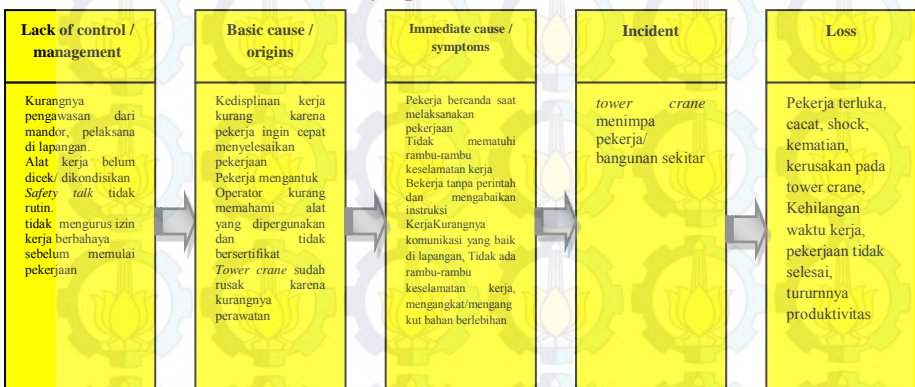 Lack of control /
management
Kurangnya
pengawasan dari
mandor, pelaksana
di lapangan.
Alat kerja belum
dicek/ dikondisikan
Safety talk tidak
rutin.
tidak mengurus izin
kerja berbahaya
sebelum memulai
pekerjaan
Basic cause /
origins
Kedisplinan kerja
kurang karena
pekerja ingin cepat
menyelesaikan
pekerjaan
Pekerja mengantuk
Operator kurang
memahami alat
yang dipergunakan
dan tidak
bersertifikat
Tower crane sudah
rusak karena
kurangnya
perawatan
Immediate cause /
symptoms
Pekerja bercanda saat
melaksanakan
pekerjaan
Tidak mematuhi
rambu-rambu
keselamatan kerja
Bekerja tanpa perintah
dan mengabaikan
instruksi
KerjaKurangnya
komunikasi yang baik
di lapangan, Tidak ada
rambu-rambu
keselamatan kerja,
mengangkat/mengang
kut bahan berlebihan
Incident
tower crane
menimpa
pekerja/
bangunan sekitar
Loss
Pekerja terluka,
cacat, shock,
kematian,
kerusakan pada
tower crane,
Kehilangan
waktu kerja,
pekerjaan tidak
selesai,
tururnnya
produktivitas